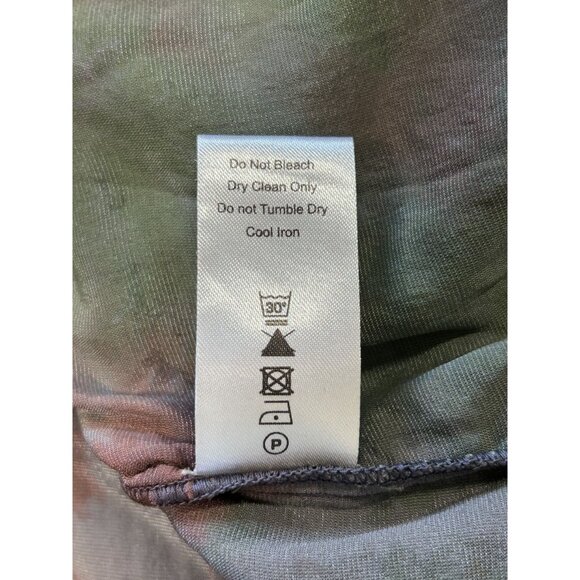 Do Not Bleach
Dry Clean Only
Do not Tumble Dry
Cool Iron
30°
P